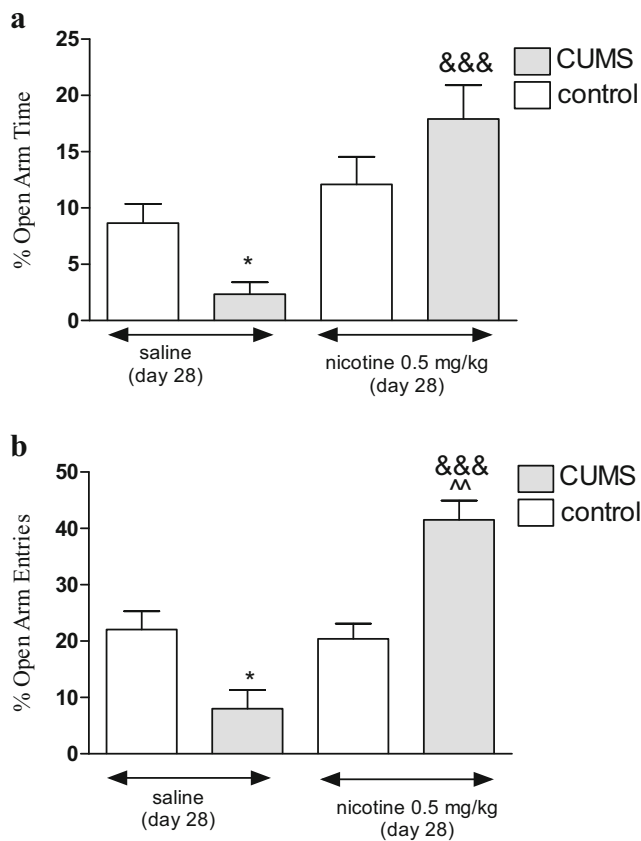 a
% Open Arm Time
25
20
15
10
5
0
*
&&&
CUMS
control
saline
(day 28)
nicotine 0.5 mg/kg
(day 28)
b
% Open Arm Entries
50
40
30
20
10
0
*
&&&
^^
CUMS
control
saline
(day 28)
nicotine 0.5 mg/kg
(day 28)